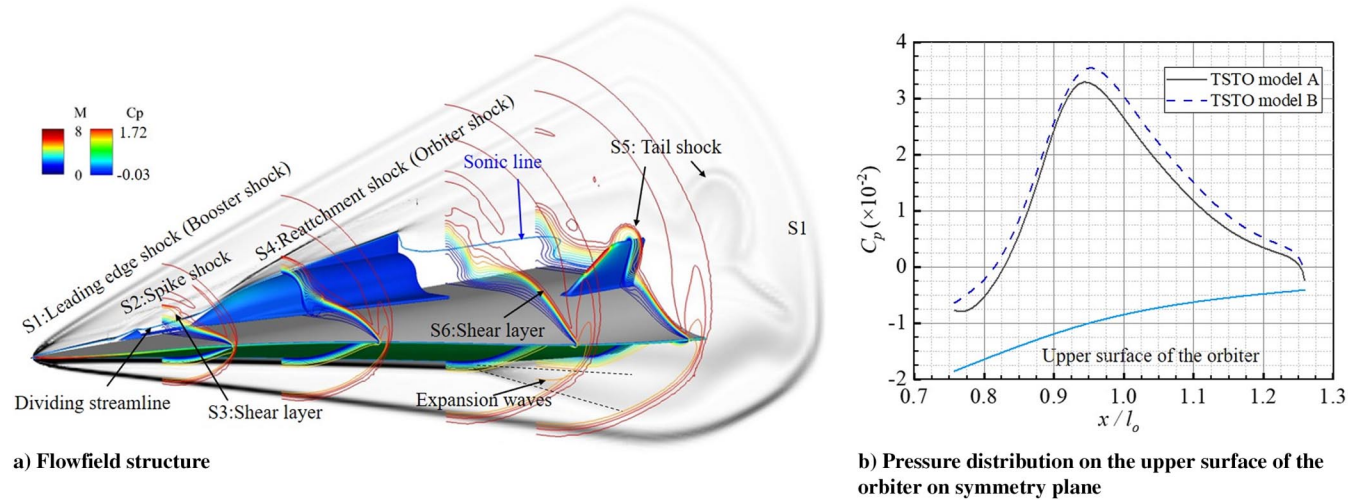 M
Cp
8
1.72
0
-0.03
S1:Leading edge shock (Booster shock)
S2:Spike shock
S4:Reattchment shock (Orbiter shock)
Sonic line
S5: Tail shock
S1
S6:Shear layer
Dividing streamline
S3:Shear layer
Expansion waves
a) Flowfield structure
4
3
2
1
0
-1
-2
Cp (×10-2)
TSTO model A
TSTO model B
Upper surface of the orbiter
0.7 0.8 0.9 1.0 1.1 1.2 1.3
x / lo
b) Pressure distribution on the upper surface of the
orbiter on symmetry plane